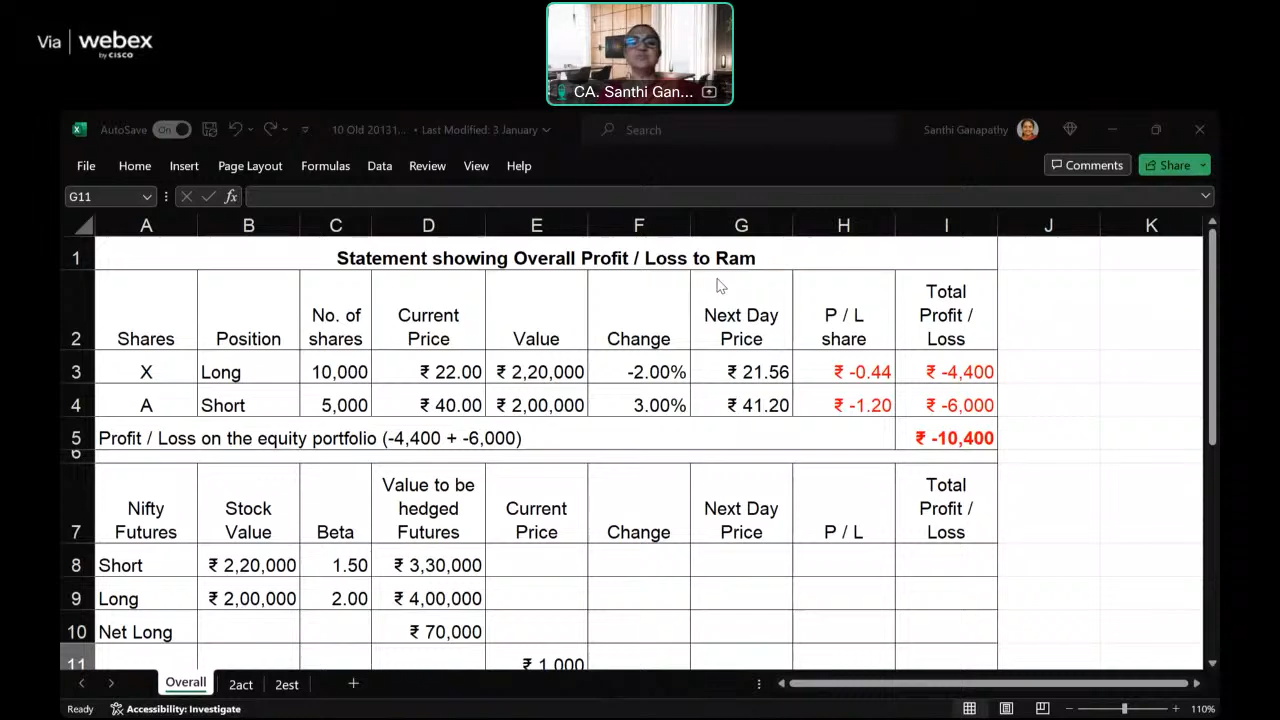 Via webex
by CISCO
CA. Santhi Gan...
AutoSave On 10 Old 20131... • Last Modified: 3 January Search Santhi Ganapathy
File Home Insert Page Layout Formulas Data Review View Help Comments Share
G11 fx
A B C D E F G H I J K
1 Statement showing Overall Profit / Loss to Ram
2 Shares Position No. of shares Current Price Value Change Next Day Price P / L share Total Profit / Loss
3 X Long 10,000 ₹ 22.00 ₹ 2,20,000 -2.00% ₹ 21.56 ₹ -0.44 ₹ -4,400
4 A Short 5,000 ₹ 40.00 ₹ 2,00,000 3.00% ₹ 41.20 ₹ -1.20 ₹ -6,000
5 Profit / Loss on the equity portfolio (-4,400 + -6,000) ₹ -10,400
6
7 Nifty Futures Stock Value Beta Value to be hedged Futures Current Price Change Next Day Price P / L Total Profit / Loss
8 Short ₹ 2,20,000 1.50 ₹ 3,30,000
9 Long ₹ 2,00,000 2.00 ₹ 4,00,000
10 Net Long ₹ 70,000
11 ₹ 1,000
Overall 2act 2est
Ready Accessibility: Investigate 110%